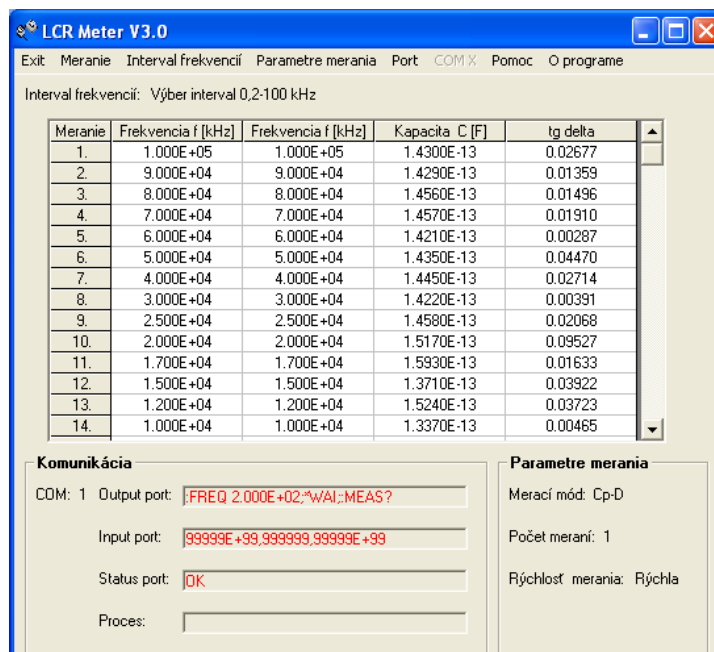 LCR Meter V3.0
Exit Meranie Interval frekvencií Parametre merania Port COM X Pomoc O programe
Interval frekvencií: Výber interval 0,2-100 kHz
Meranie Frekvencia f [kHz] Frekvencia f [kHz] Kapacita C [F] tg delta
1. 1.000E+05 1.000E+05 1.4300E-13 0.02677
2. 9.000E+04 9.000E+04 1.4290E-13 0.01359
3. 8.000E+04 8.000E+04 1.4560E-13 0.01496
4. 7.000E+04 7.000E+04 1.4570E-13 0.01910
5. 6.000E+04 6.000E+04 1.4210E-13 0.00287
6. 5.000E+04 5.000E+04 1.4350E-13 0.04470
7. 4.000E+04 4.000E+04 1.4450E-13 0.02714
8. 3.000E+04 3.000E+04 1.4220E-13 0.00391
9. 2.500E+04 2.500E+04 1.4580E-13 0.02068
10. 2.000E+04 2.000E+04 1.5170E-13 0.09527
11. 1.700E+04 1.700E+04 1.5930E-13 0.01633
12. 1.500E+04 1.500E+04 1.3710E-13 0.03922
13. 1.200E+04 1.200E+04 1.5240E-13 0.03723
14. 1.000E+04 1.000E+04 1.3370E-13 0.00465
Komunikácia
COM: 1 Output port: :FREQ 2.000E+02;*WAI;:MEAS?
Input port: 99999E+99,999999,99999E+99
Status port: OK
Proces:
Parametre merania
Merací mód: Cp-D
Počet meraní: 1
Rýchlosť merania: Rýchla